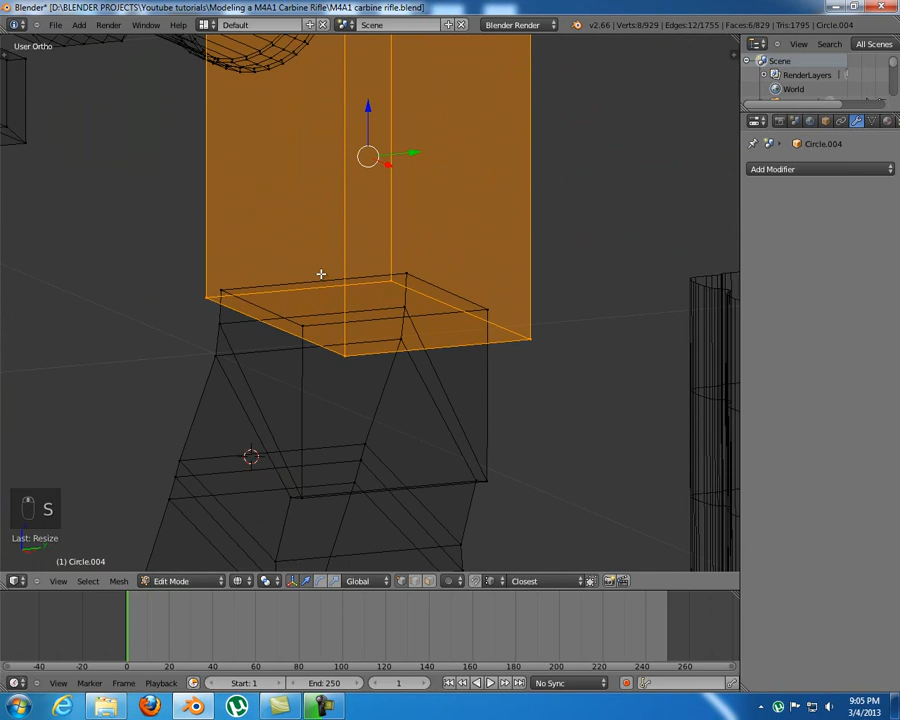 Blender* [D:\BLENDER PROJECTS\Youtube tutorials\Modeling a M4A1 Carbine Rifle\M4A1 carbine rifle.blend]
File Add Render Window Help Default Scene Blender Render v2.66 | Verts:8/929 | Edges:12/1755 | Faces:6/829 | Tris:1795 | Circle.004
View Search All Scenes
User Ortho
Scene
RenderLayers
World
Circle.004
Add Modifier
S
Last: Resize
(1) Circle.004
View Select Mesh Edit Mode Global Closest
-40 -20 0 20 40 60 80 100 120 140 160 180 200 220 240 260
View Marker Frame Playback Start: 1 End: 250 1 No Sync
9:05 PM
3/4/2013